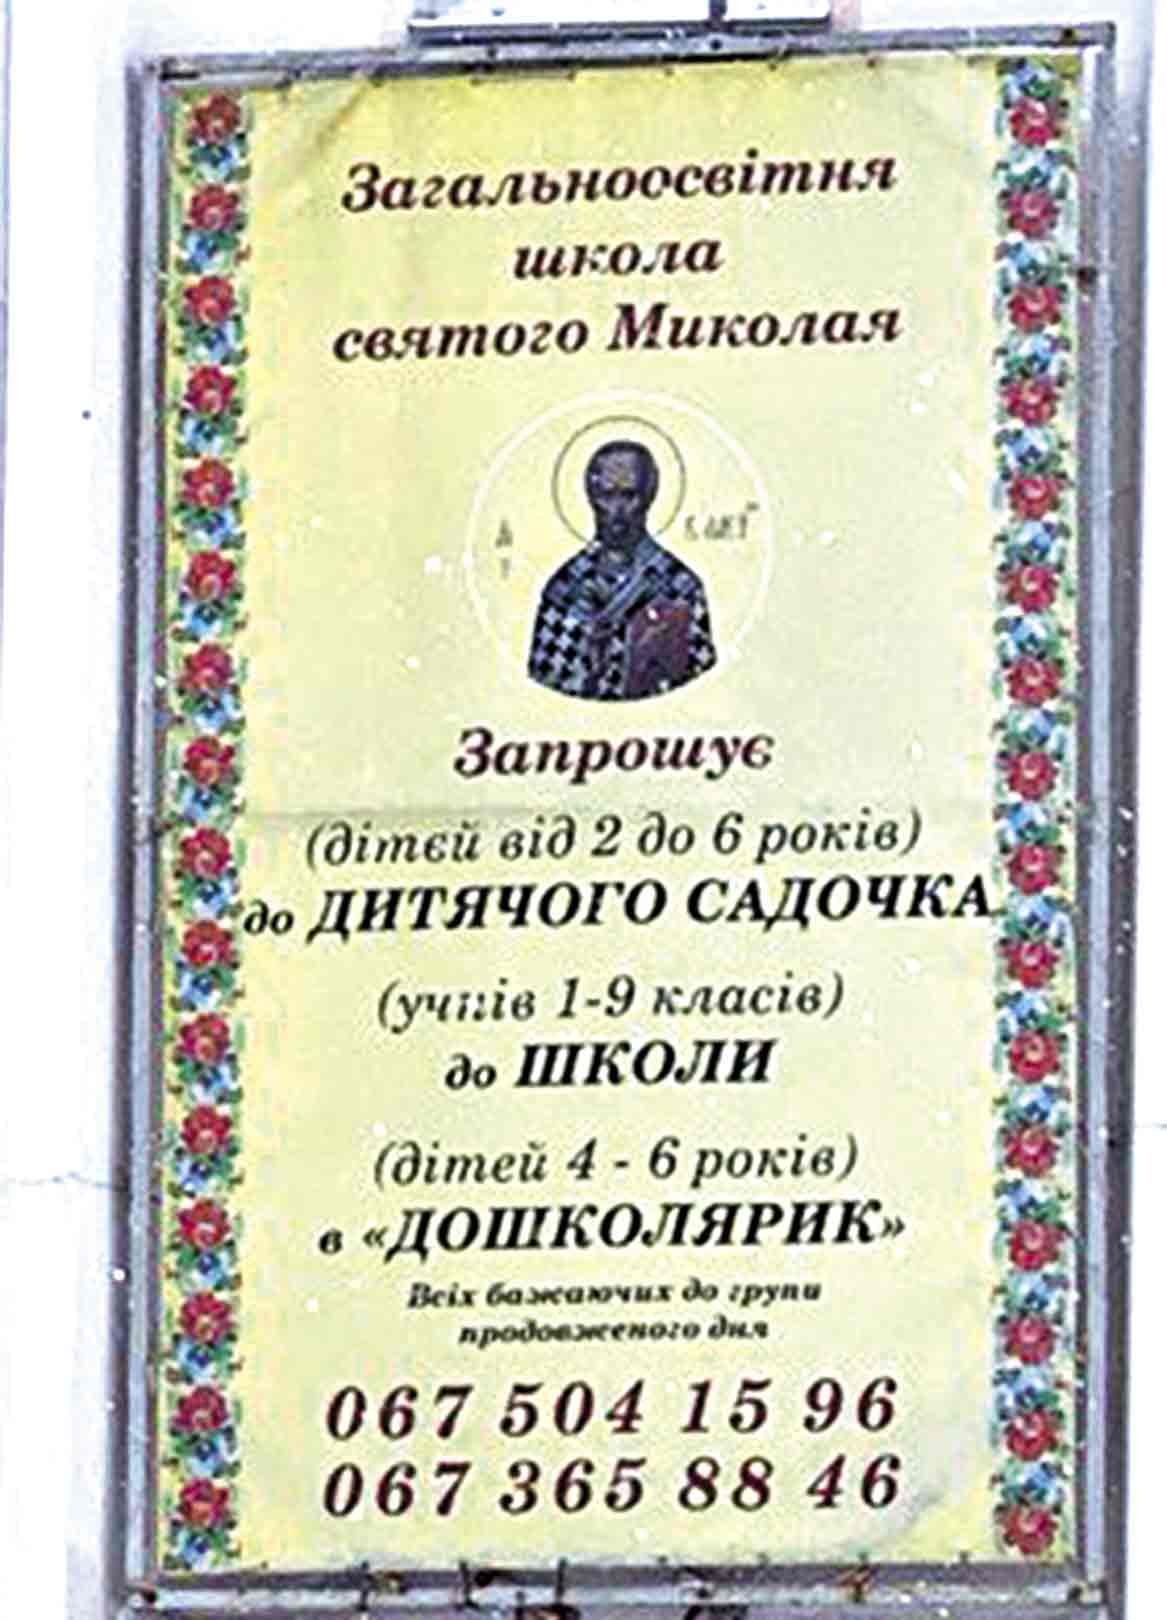 Загальноосвітня
школа
святого Миколая
Запрошує
(дітей від 2 до 6 років)
до ДИТЯЧОГО САДОЧКА
(учнів 1-9 класів)
до ШКОЛИ
(дітей 4 - 6 років)
в «ДОШКОЛЯРИК»
Всіх бажаючих до групи
продовженого дня
067 504 15 96
067 365 88 46